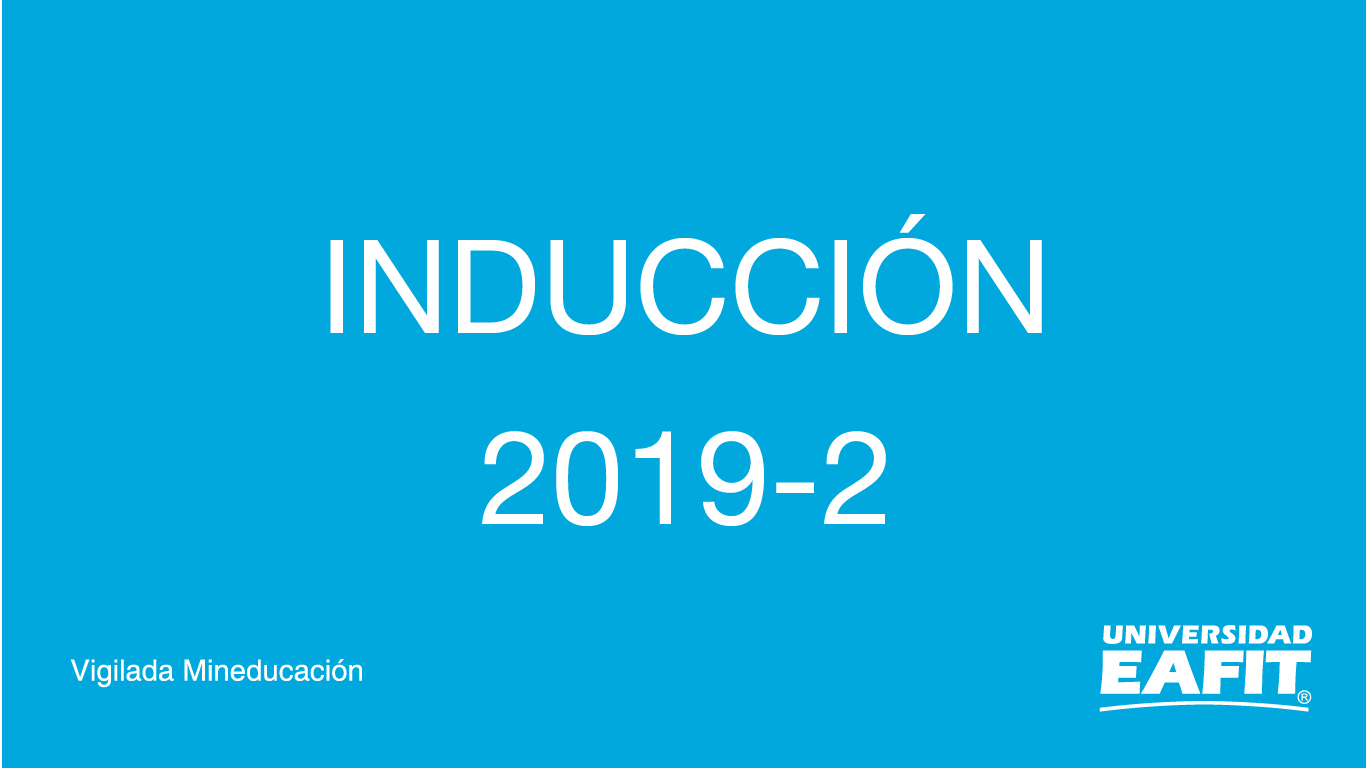 INDUCCIÓN
2019-2
Vigilada Mineducación
UNIVERSIDAD
EAFIT®